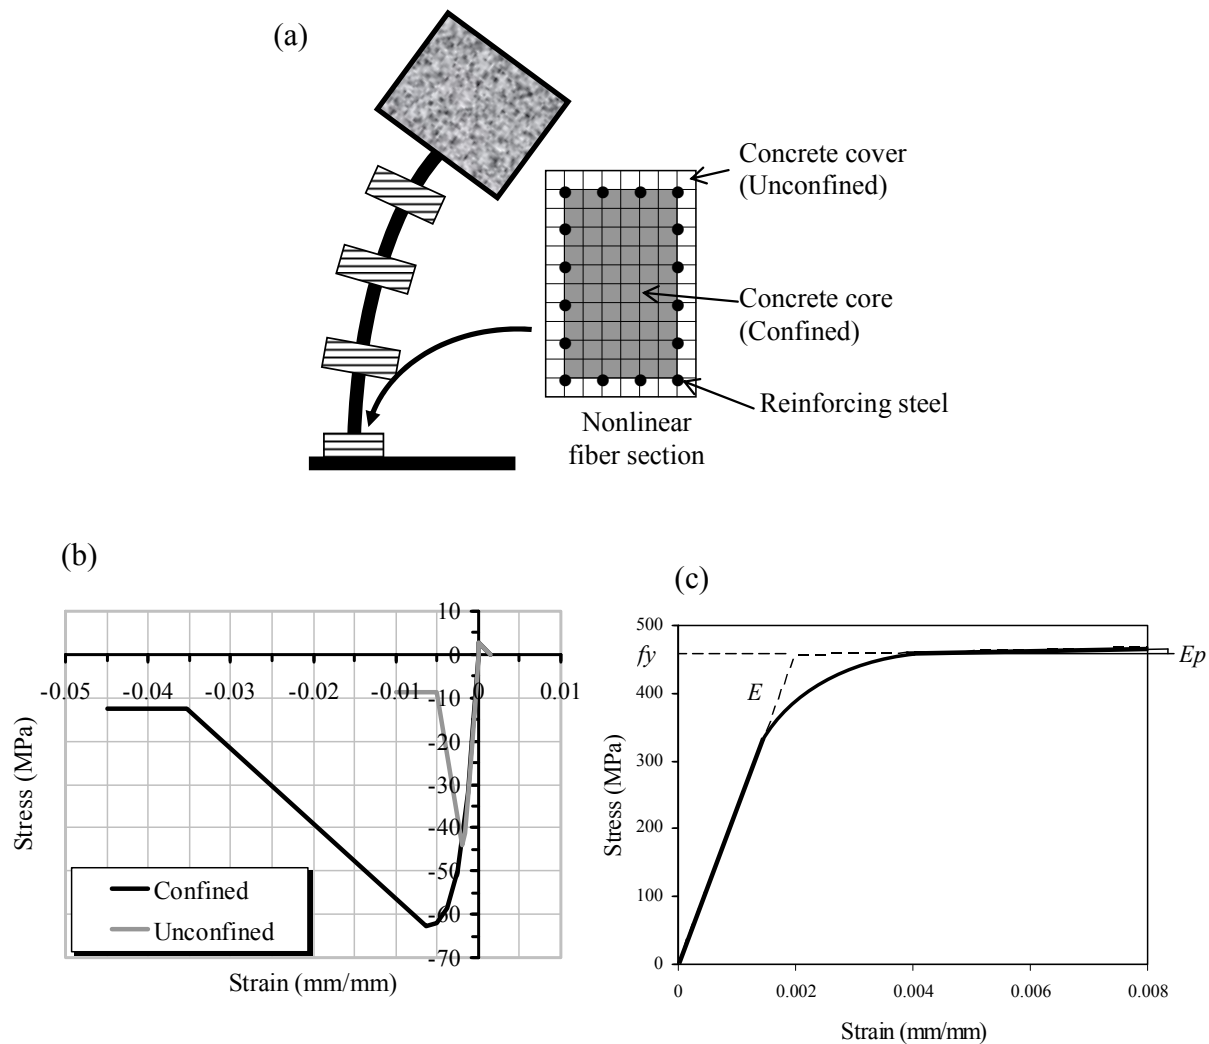 (a)
Concrete cover
(Unconfined)
Concrete core
(Confined)
Reinforcing steel
Nonlinear
fiber section
(b)
10
0
-0.05 -0.04 -0.03 -0.02 -0.01 0 0.01
-10
-20
-30
-40
-50
-60
-70
Stress (MPa)
Confined
Unconfined
Strain (mm/mm)
(c)
500
fy
400
300
200
100
0
E
Ep
Stress (MPa)
0 0.002 0.004 0.006 0.008
Strain (mm/mm)